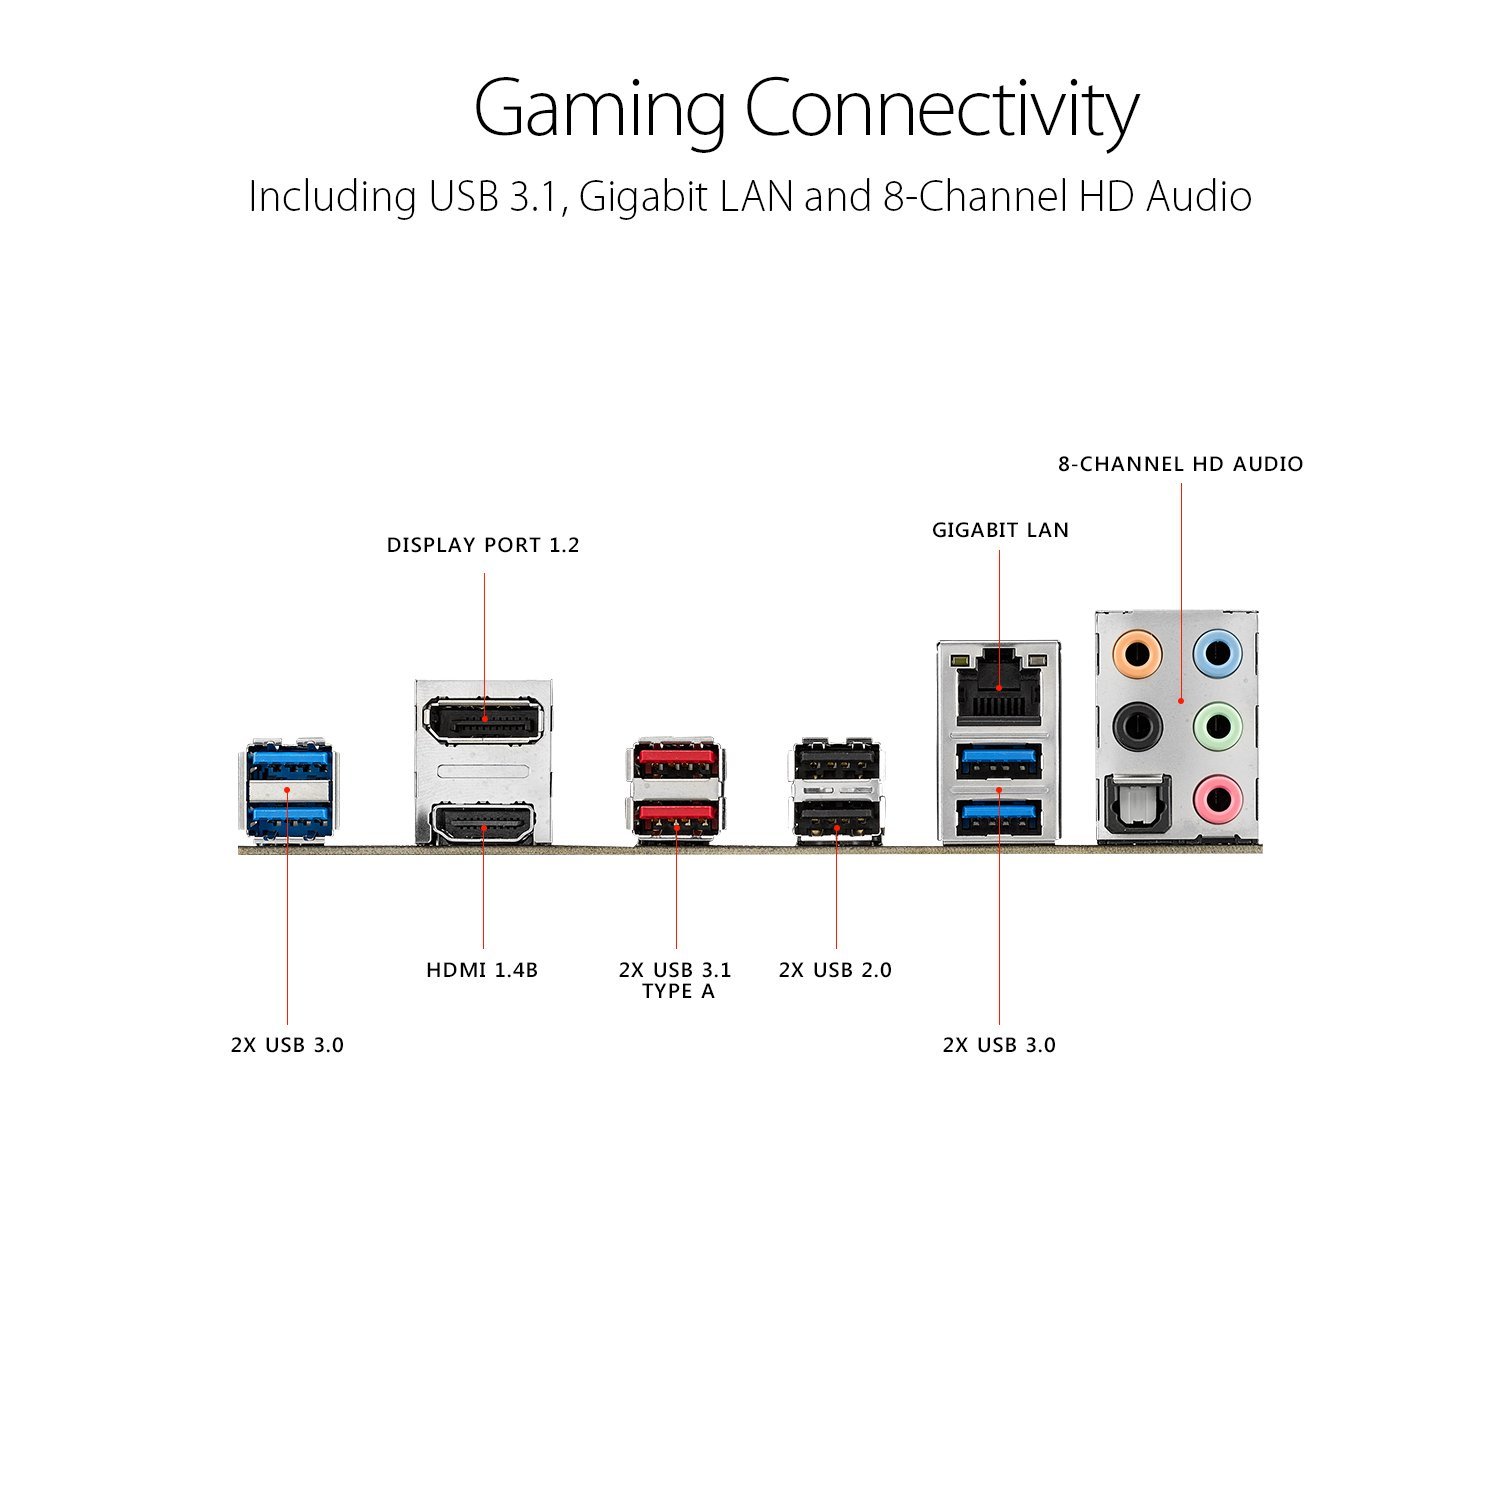 Gaming Connectivity
Including USB 3.1, Gigabit LAN and 8-Channel HD Audio
8-CHANNEL HD AUDIO
GIGABIT LAN
DISPLAY PORT 1.2
HDMI 1.4B
2X USB 3.1
TYPE A
2X USB 2.0
2X USB 3.0
2X USB 3.0